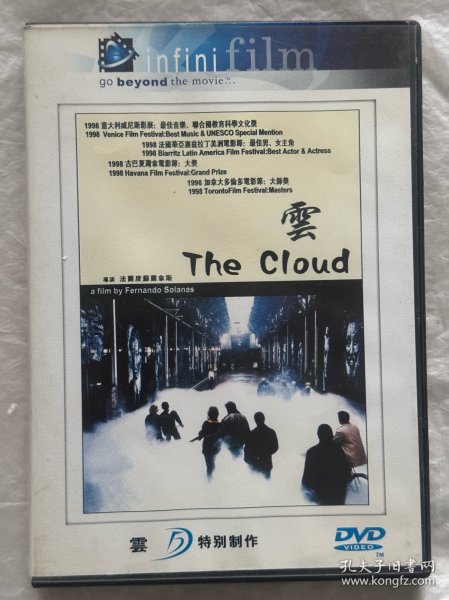 infinifilm
go beyond the movie™...
1998 意大利威尼斯影展：最佳音樂、聯合國教育科學文化獎
1998 Venice Film Festival:Best Music & UNESCO Special Mention
1998 法國畢亞裏茲拉丁美洲電影節：最佳男、女主角
1998 Biarritz Latin America Film Festival:Best Actor & Actress
1998 古巴夏灣拿電影節：大獎
1998 Havana Film Festival:Grand Prize
1998 加拿大多倫多電影節：大師獎
1998 TorontoFilm Festival:Masters
雲
The Cloud
導演 法蘭皮蘇蘭拿斯
a film by Fernando Solanas
雲 D5 特别制作
DVD
VIDEO
TM
孔夫子旧书网
www.kongfz.com